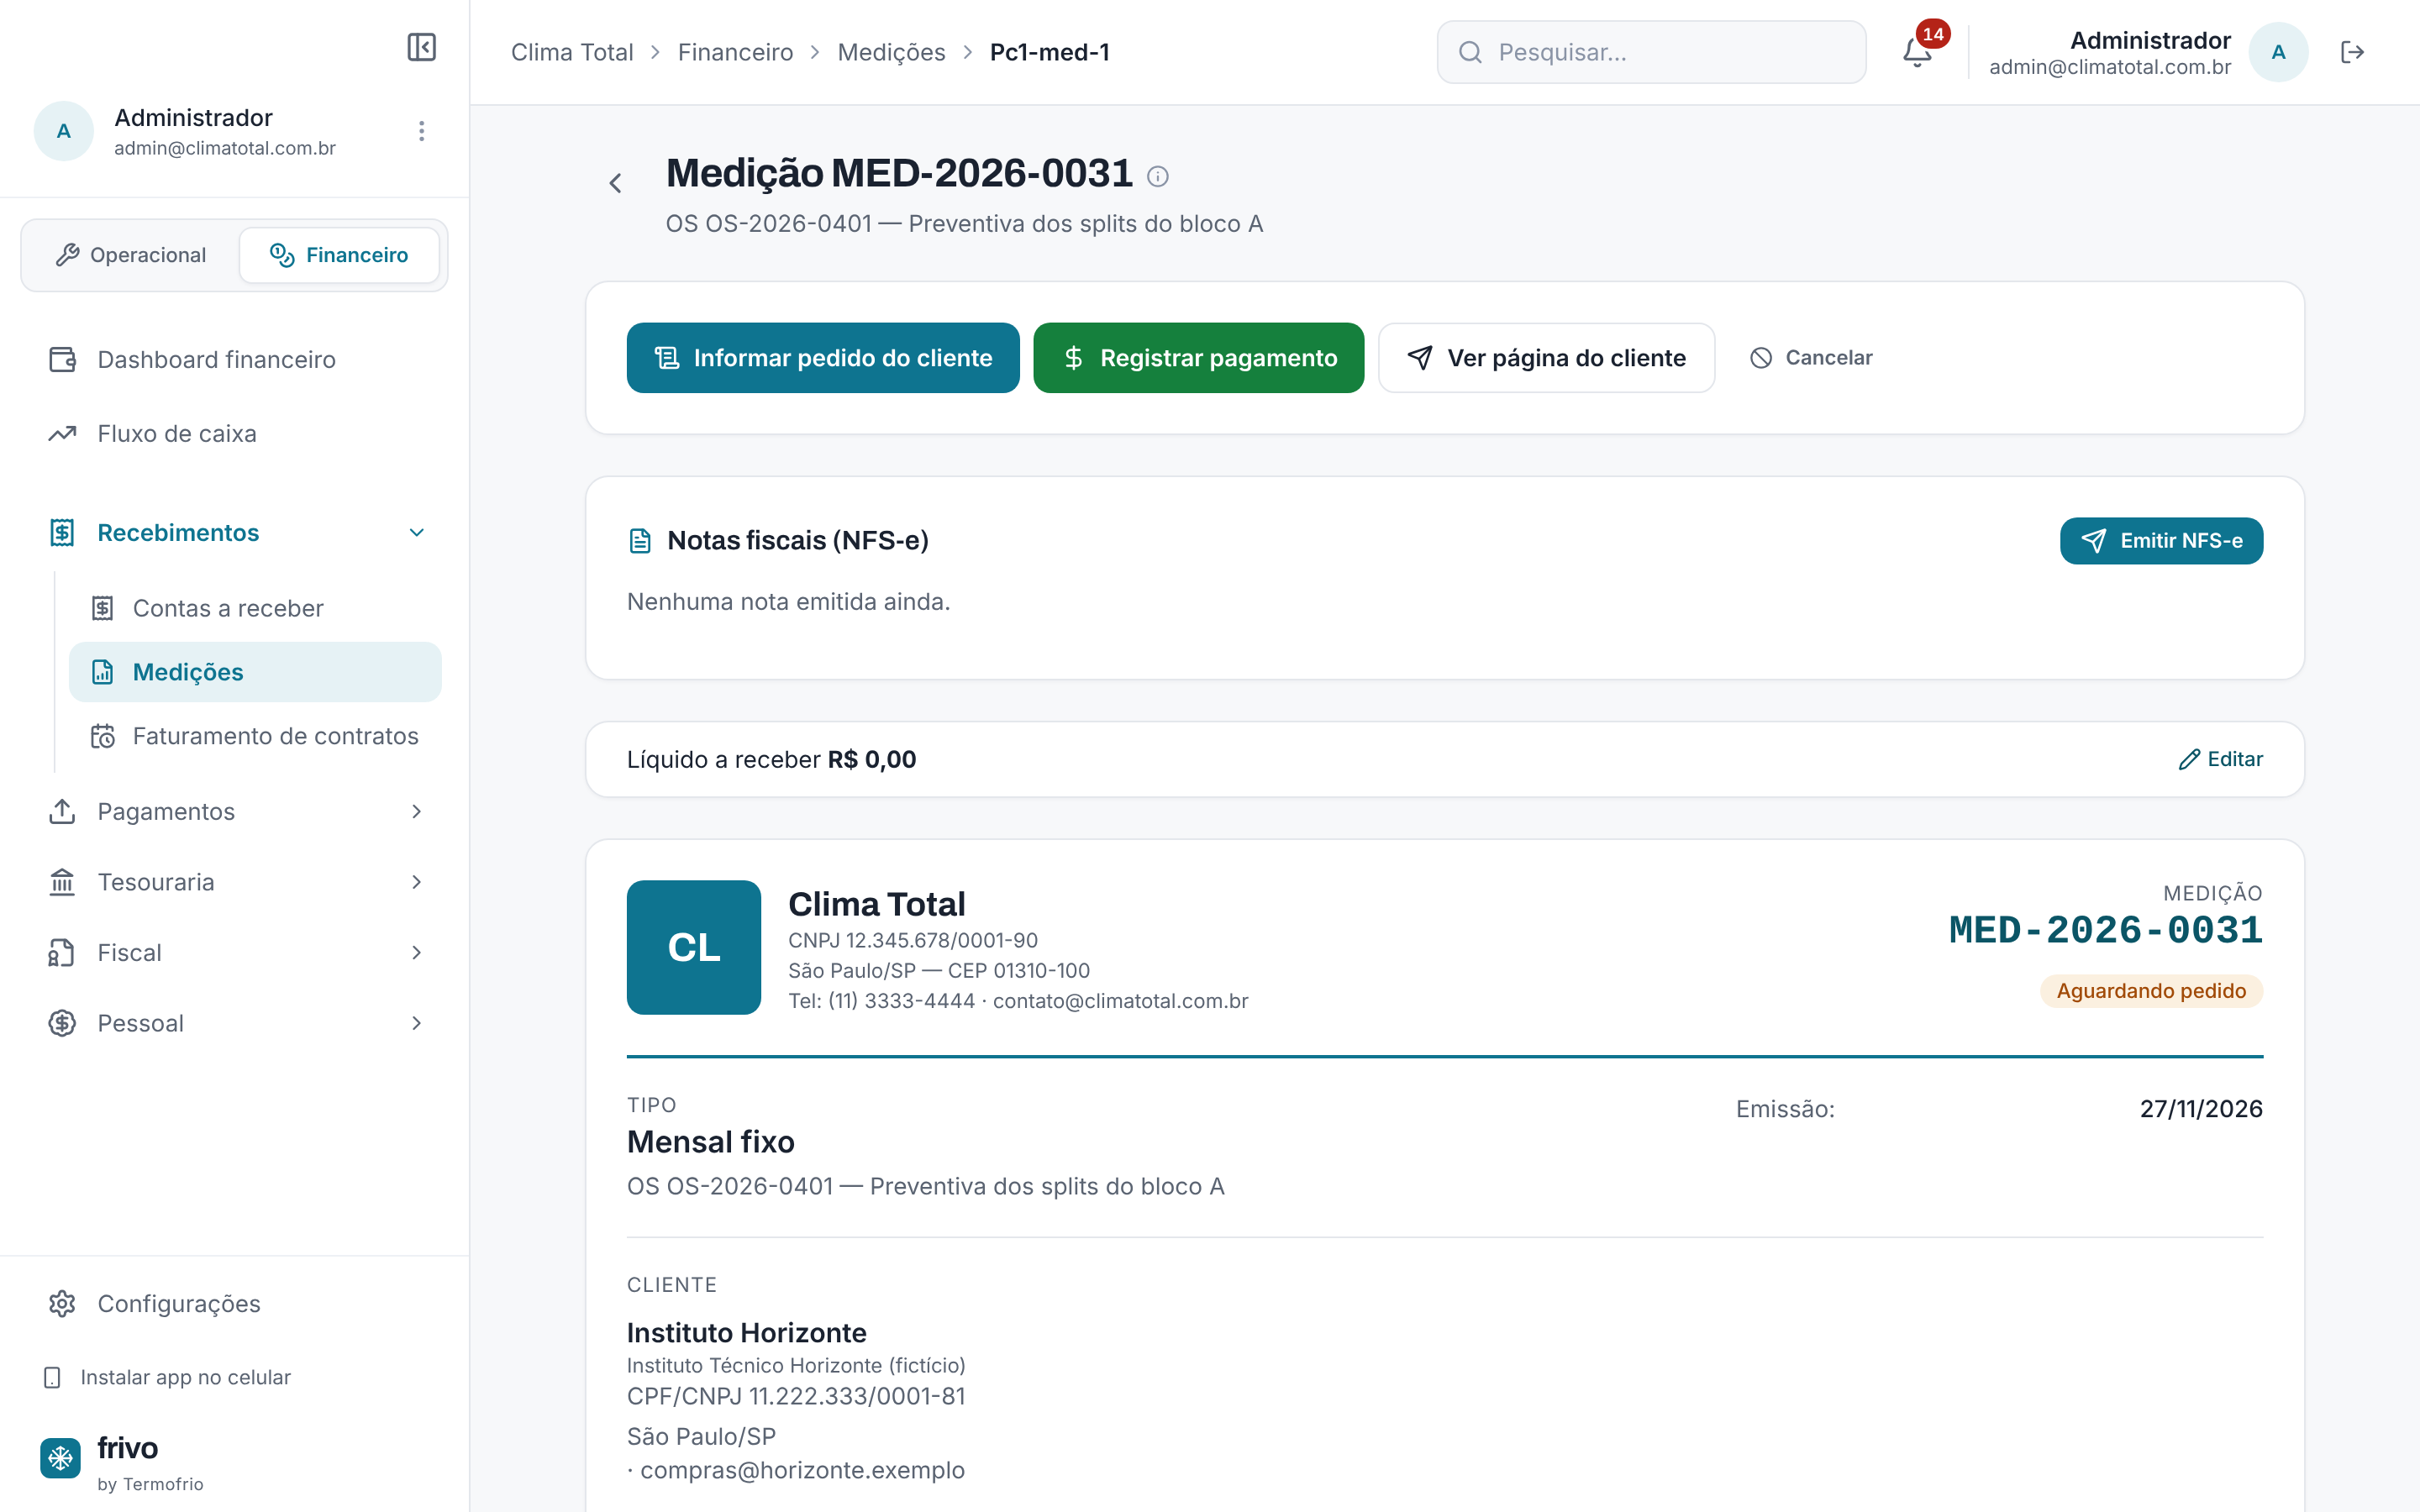 Administrador
admin@climatotal.com.br
A
Operacional
Financeiro
Dashboard financeiro
Fluxo de caixa
Recebimentos
Contas a receber
Medições
Faturamento de contratos
Pagamentos
Tesouraria
Fiscal
Pessoal
Configurações
Instalar app no celular
frivo
by Termofrio
Clima Total > Financeiro > Medições > Pc1-med-1
Pesquisar...
14
Administrador
admin@climatotal.com.br
A
Medição MED-2026-0031
OS OS-2026-0401 — Preventiva dos splits do bloco A
Informar pedido do cliente
Registrar pagamento
Ver página do cliente
Cancelar
Notas fiscais (NFS-e)
Emitir NFS-e
Nenhuma nota emitida ainda.
Líquido a receber R$ 0,00
Editar
CL
Clima Total
CNPJ 12.345.678/0001-90
São Paulo/SP — CEP 01310-100
Tel: (11) 3333-4444 · contato@climatotal.com.br
MEDIÇÃO
MED-2026-0031
Aguardando pedido
TIPO
Mensal fixo
OS OS-2026-0401 — Preventiva dos splits do bloco A
Emissão: 27/11/2026
CLIENTE
Instituto Horizonte
Instituto Técnico Horizonte (fictício)
CPF/CNPJ 11.222.333/0001-81
São Paulo/SP
· compras@horizonte.exemplo